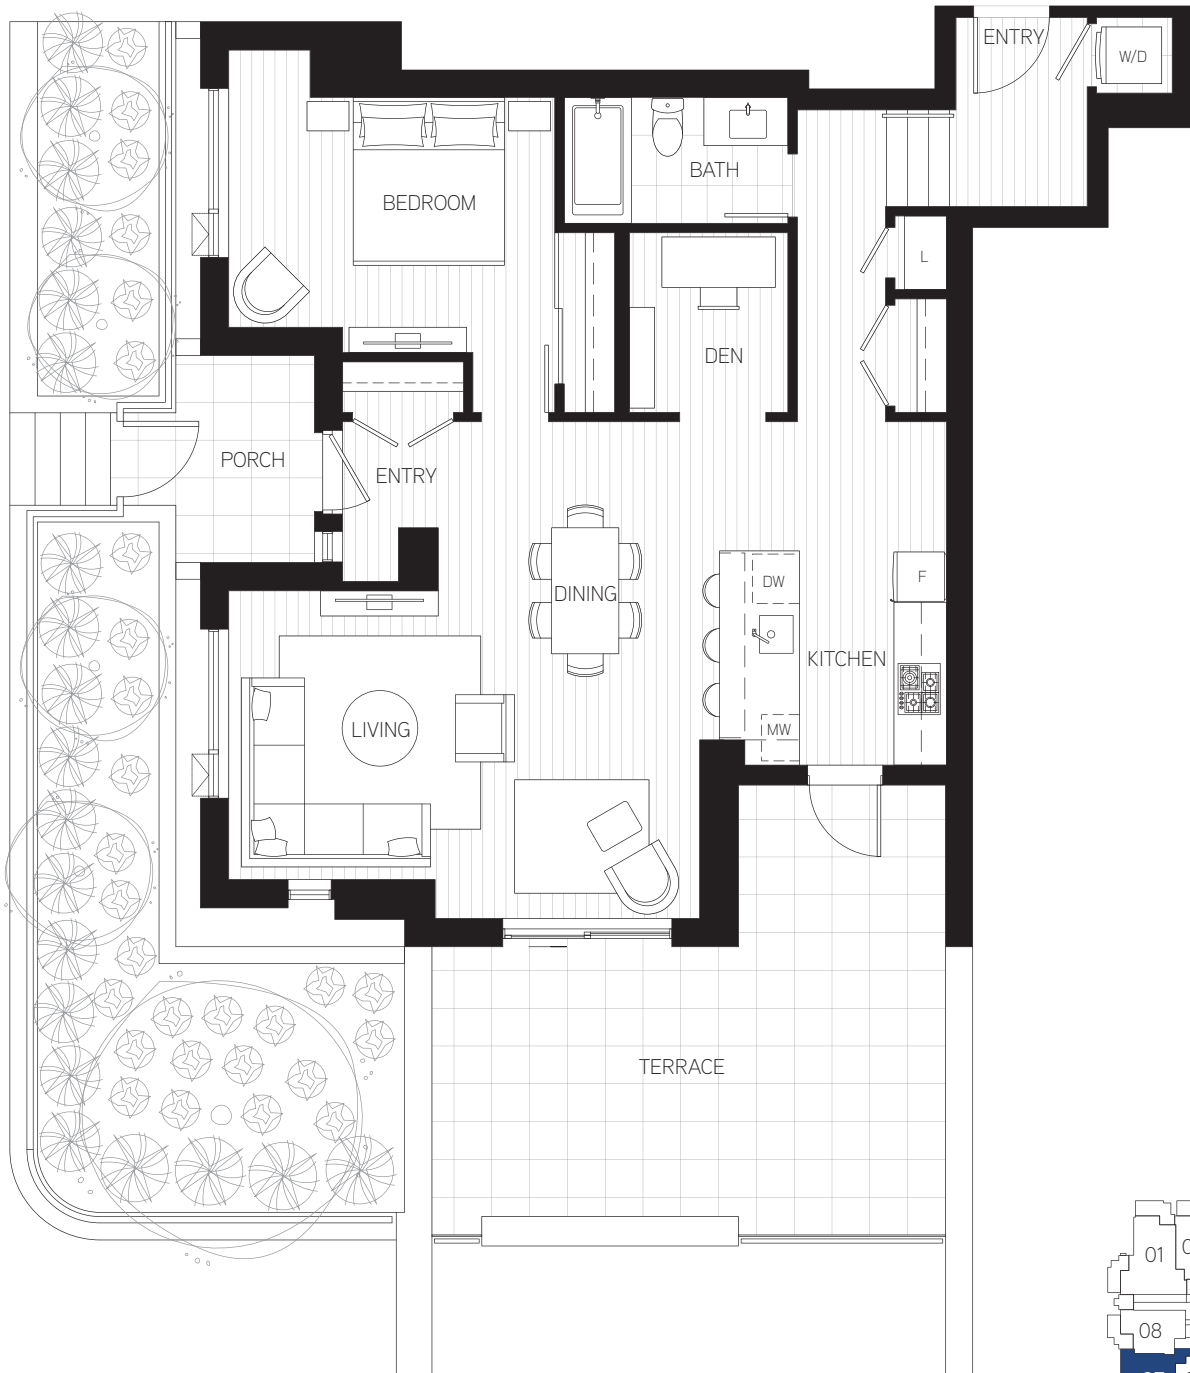 ENTRY
W/D
BATH
BEDROOM
L
DEN
PORCH
ENTRY
DINING
DW
F
KITCHEN
LIVING
MW
TERRACE
01
08